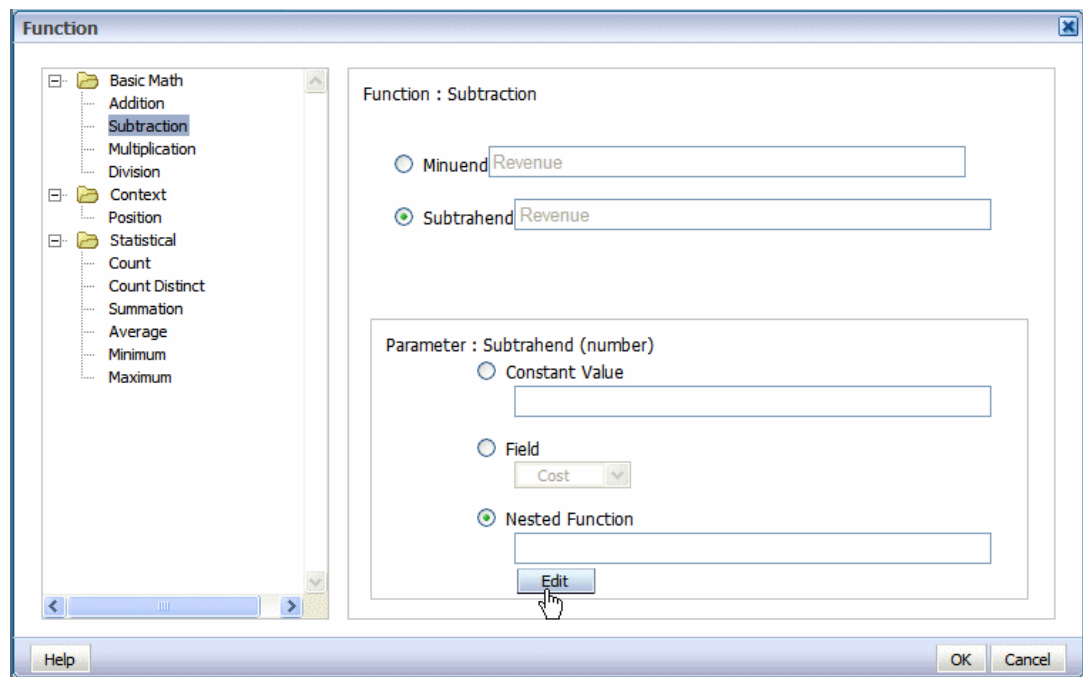 Function
Basic Math
Addition
Subtraction
Multiplication
Division
Context
Position
Statistical
Count
Count Distinct
Summation
Average
Minimum
Maximum
Function : Subtraction
Minuend Revenue
Subtrahend Revenue
Parameter : Subtrahend (number)
Constant Value
Field
Cost
Nested Function
Edit
Help
OK Cancel